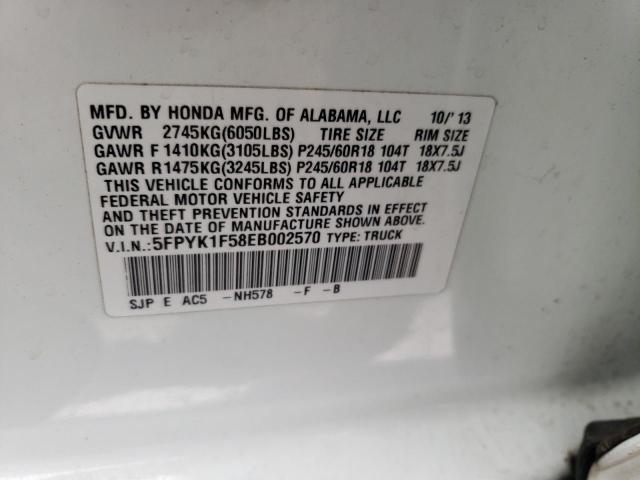 MFD. BY HONDA MFG. OF ALABAMA, LLC 10/'13
GVWR 2745KG(6050LBS) TIRE SIZE RIM SIZE
GAWR F 1410KG(3105LBS) P245/60R18 104T 18X7.5J
GAWR R 1475KG(3245LBS) P245/60R18 104T 18X7.5J
THIS VEHICLE CONFORMS TO ALL APPLICABLE
FEDERAL MOTOR VEHICLE SAFETY
AND THEFT PREVENTION STANDARDS IN EFFECT
ON THE DATE OF MANUFACTURE SHOWN ABOVE.
V.I.N.:5FPYK1F58EB002570 TYPE: TRUCK
SJP E AC5 -NH578 -F -B